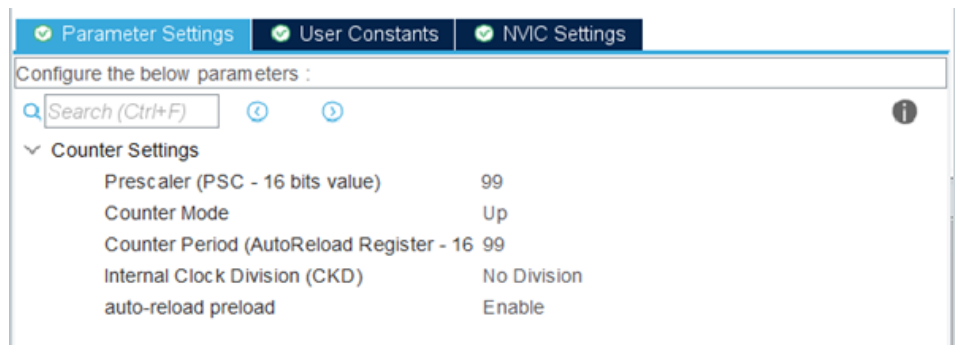 Parameter Settings User Constants NVIC Settings
Configure the below parameters :
Search (Ctrl+F)
Counter Settings
Prescaler (PSC - 16 bits value) 99
Counter Mode Up
Counter Period (AutoReload Register - 16 99
Internal Clock Division (CKD) No Division
auto-reload preload Enable